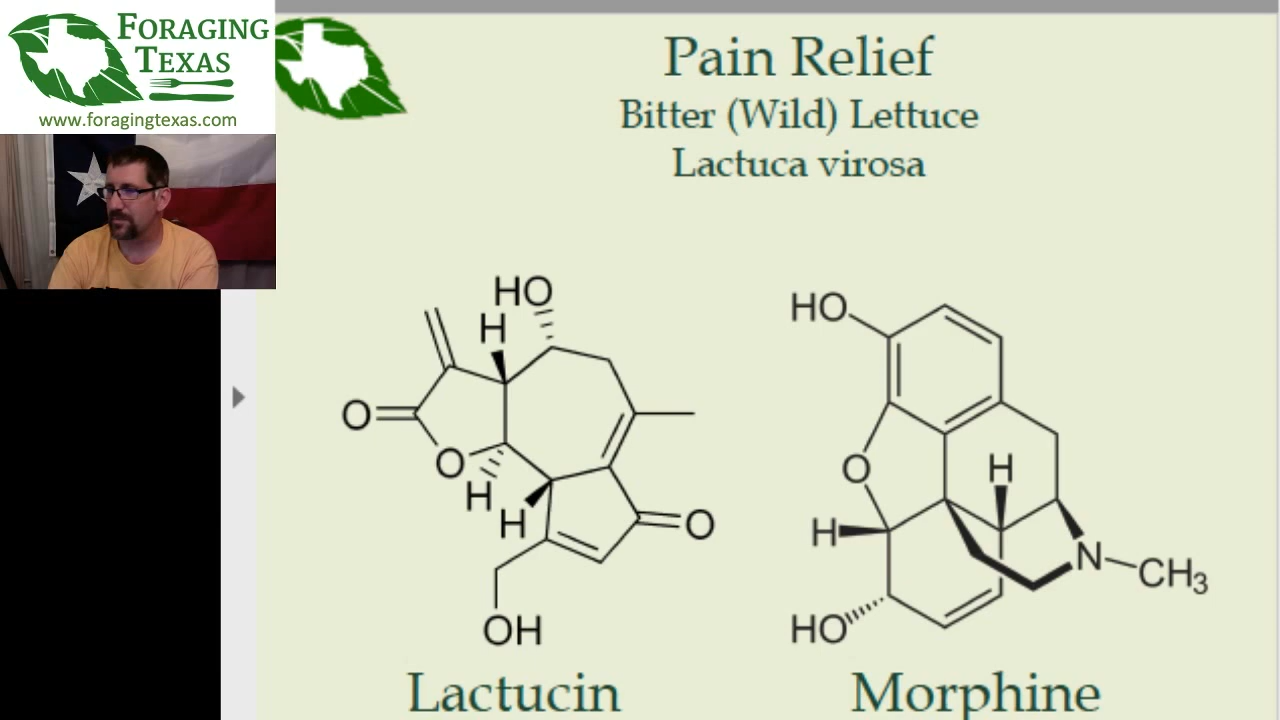 FORAGING
TEXAS
www.foragingtexas.com
Pain Relief
Bitter (Wild) Lettuce
Lactuca virosa
HO
H
O
O
H
H
O
OH
Lactucin
HO
O
H
H
N
CH3
HO
Morphine